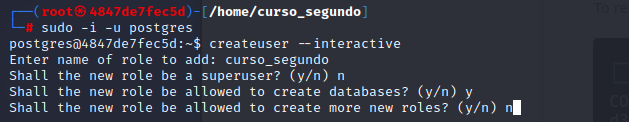 ┌──(root㉿4847de7fec5d)-[/home/curso_segundo]
└─# sudo -i -u postgres
postgres@4847de7fec5d:~$ createuser --interactive
Enter name of role to add: curso_segundo
Shall the new role be a superuser? (y/n) n
Shall the new role be allowed to create databases? (y/n) y
Shall the new role be allowed to create more new roles? (y/n) n